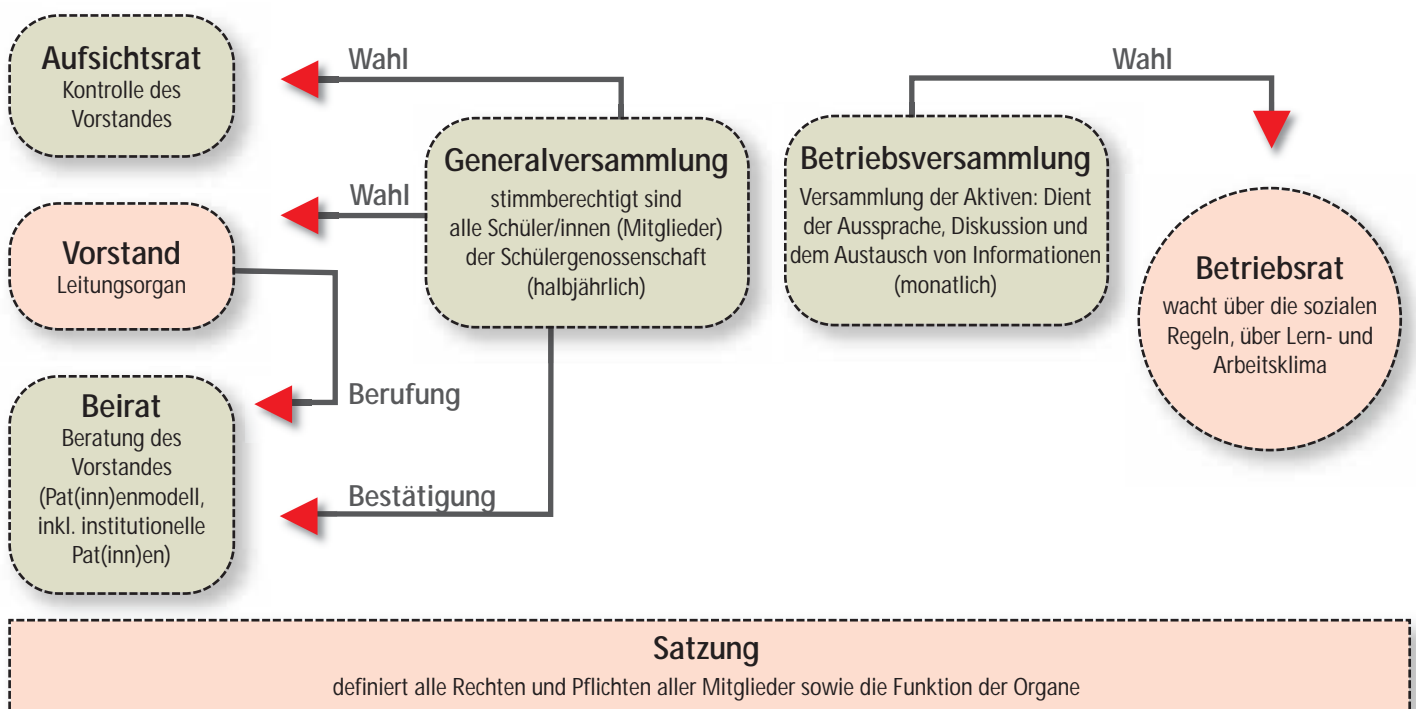 Aufsichtsrat
Kontrolle des
Vorstandes
Wahl
Wahl
Vorstand
Leitungsorgan
Generalversammlung
stimmberechtigt sind
alle Schüler/innen (Mitglieder)
der Schülergenossenschaft
(halbjährlich)
Berufung
Beirat
Beratung des
Vorstandes
(Pat(inn)enmodell,
inkl. institutionelle
Pat(inn)en)
Bestätigung
Betriebsversammlung
Versammlung der Aktiven: Dient
der Aussprache, Diskussion und
dem Austausch von Informationen
(monatlich)
Wahl
Betriebsrat
wacht über die sozialen
Regeln, über Lern- und
Arbeitsklima
Satzung
definiert alle Rechten und Pflichten aller Mitglieder sowie die Funktion der Organe